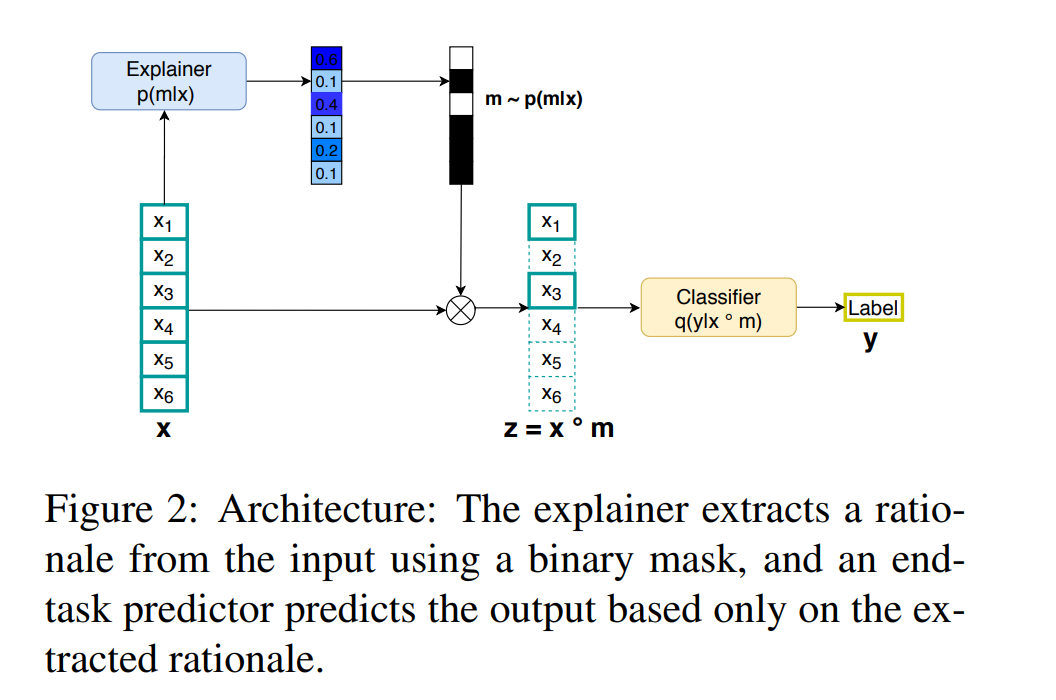 Explainer
p(m|x)
0.6
0.1
0.4
0.1
0.2
0.1
m ~ p(m|x)
x1
x2
x3
x4
x5
x6
x
x1
x2
x3
x4
x5
x6
z = x ° m
Classifier
q(y|x ° m)
Label
y
Figure 2: Architecture: The explainer extracts a ratio-
nale from the input using a binary mask, and an end-
task predictor predicts the output based only on the ex-
tracted rationale.